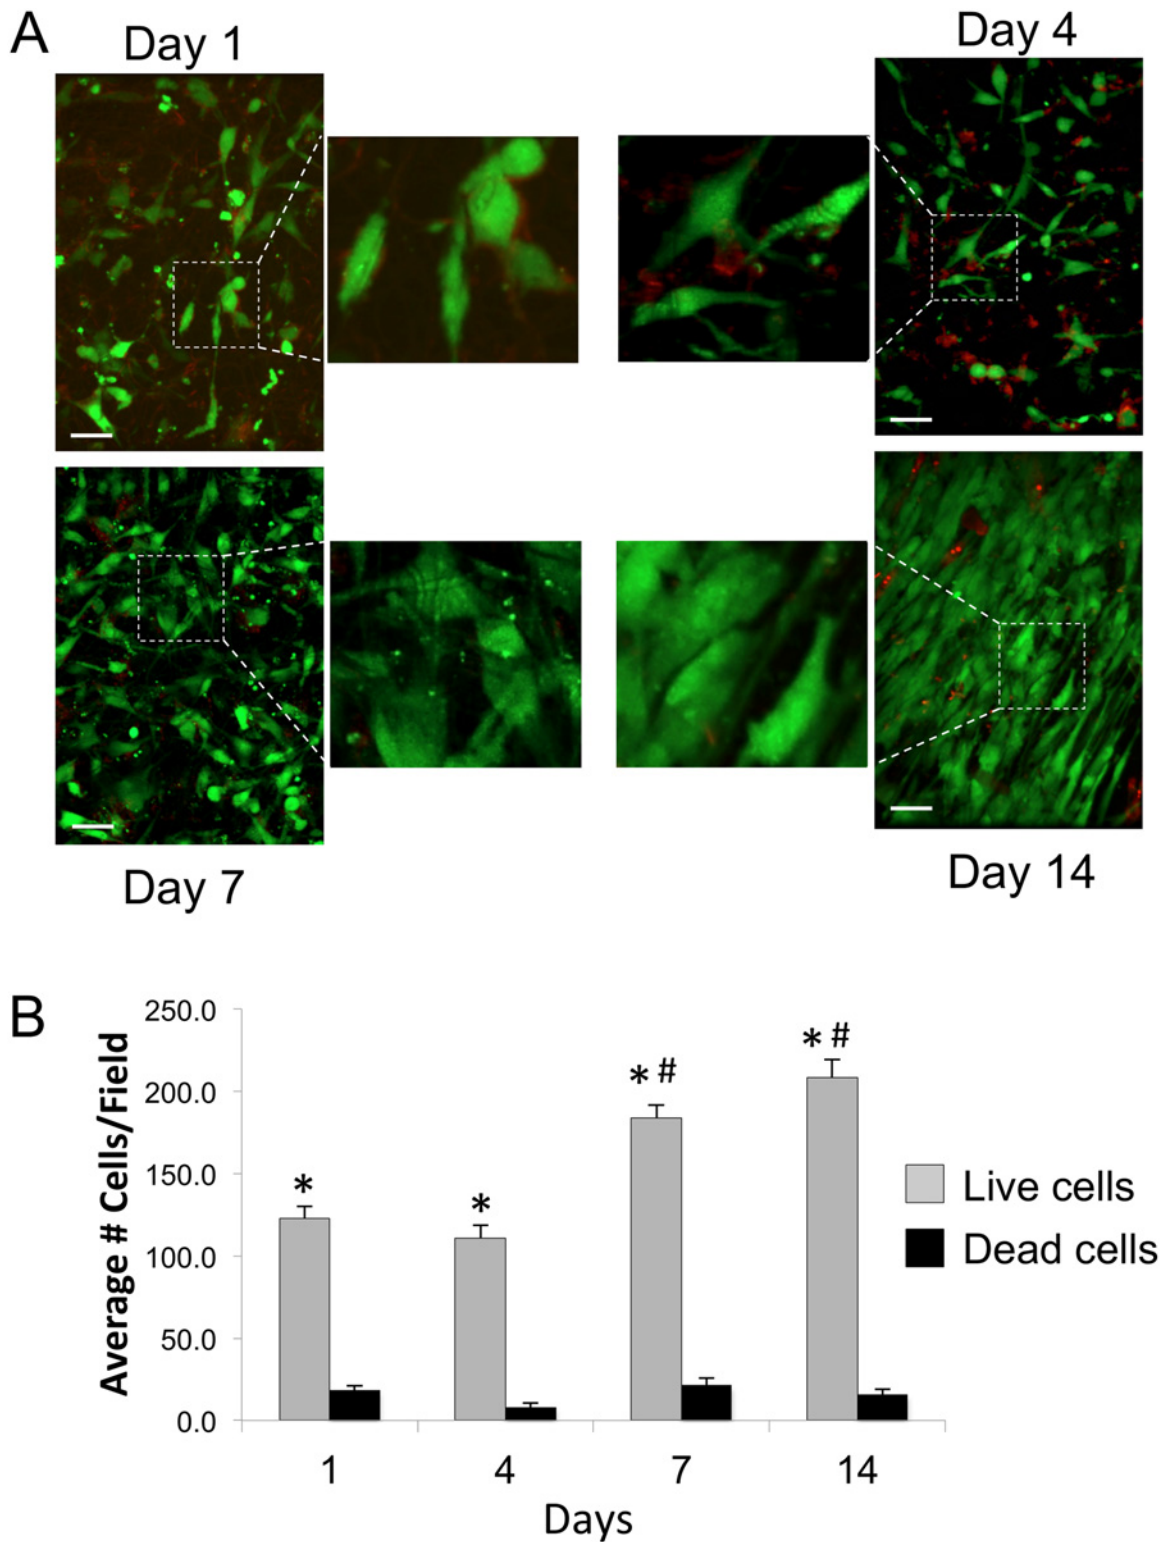 A
Day 1
Day 4
Day 7
Day 14
B
Average # Cells/Field
250.0
200.0
150.0
100.0
50.0
0.0
*
*
* #
* #
Live cells
Dead cells
1 4 7 14
Days